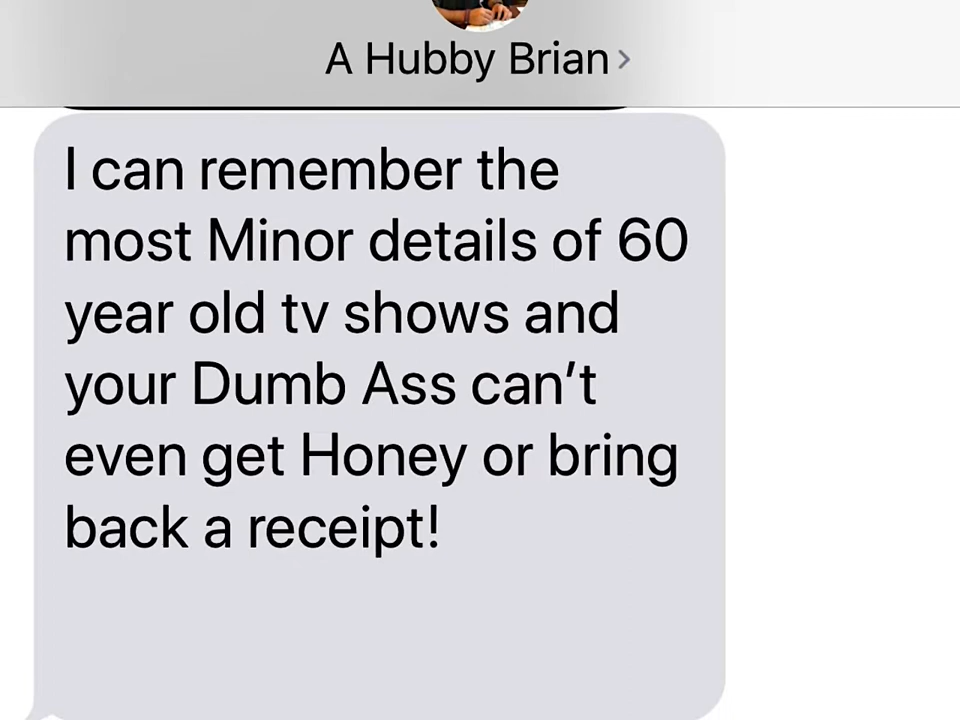 A Hubby Brian
I can remember the
most Minor details of 60
year old tv shows and
your Dumb Ass can't
even get Honey or bring
back a receipt!